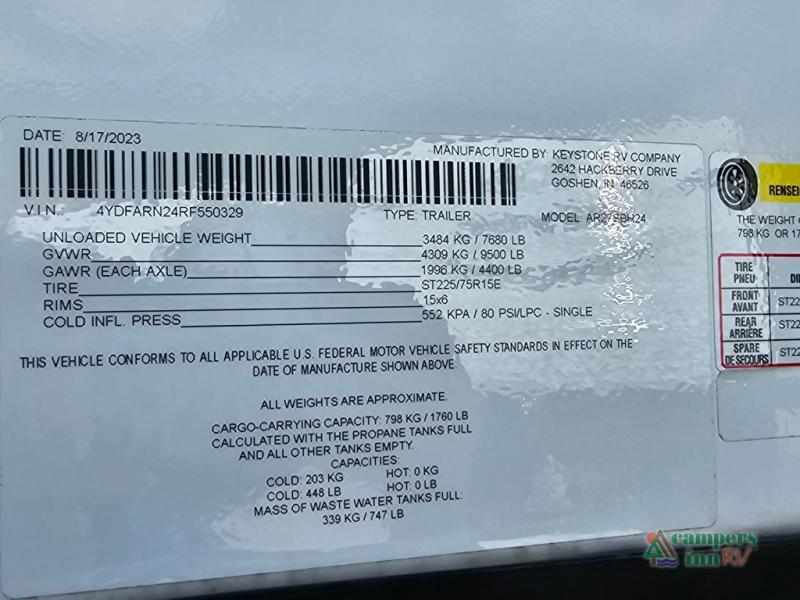 DATE: 8/17/2023
MANUFACTURED BY: KEYSTONE RV COMPANY
2642 HACKBERRY DRIVE
GOSHEN, IN 46526
V.I.N.: 4YDFARN24RF550329 TYPE: TRAILER MODEL:
UNLOADED VEHICLE WEIGHT 3484 KG / 7680 LB
GVWR 4309 KG / 9500 LB
GAWR (EACH AXLE) 1996 KG / 4400 LB
TIRE ST225/75R15E
RIMS 15x6
COLD INFL. PRESS 552 KPA / 80 PSI/LPC - SINGLE
THIS VEHICLE CONFORMS TO ALL APPLICABLE U.S. FEDERAL MOTOR VEHICLE SAFETY STANDARDS IN EFFECT ON THE
DATE OF MANUFACTURE SHOWN ABOVE.
ALL WEIGHTS ARE APPROXIMATE.
CARGO-CARRYING CAPACITY: 798 KG / 1760 LB
CALCULATED WITH THE PROPANE TANKS FULL
AND ALL OTHER TANKS EMPTY.
CAPACITIES:
COLD: 203 KG HOT: 0 KG
COLD: 448 LB HOT: 0 LB
MASS OF WASTE WATER TANKS FULL:
339 KG / 747 LB
RENSEI
THE WEIGHT
798 KG OR 17
TIRE
PNEU DI
FRONT
AVANT ST22
REAR
ARRIÈRE ST22
SPARE
DE SECOURS ST22
campers
inn RV